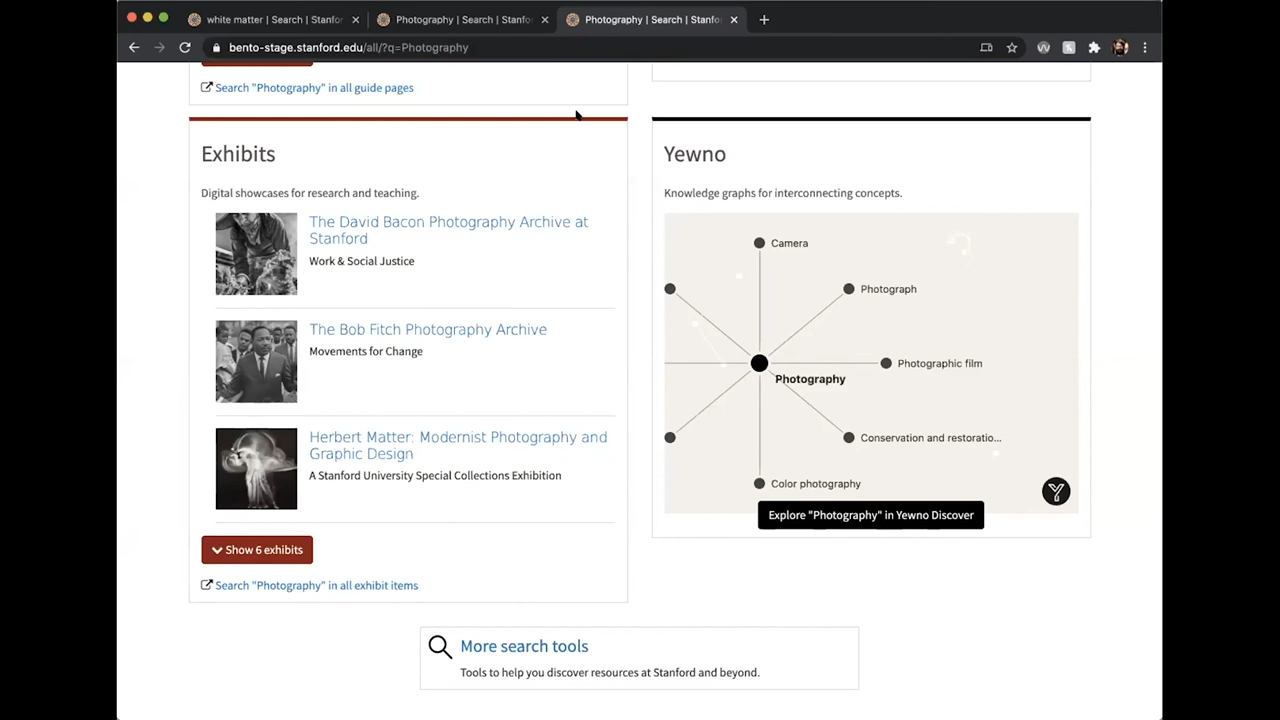 white matter | Search | Stanfor
Photography | Search | Stanfo
Photography | Search | Stanfo
bento-stage.stanford.edu/all/?q=Photography
Search "Photography" in all guide pages
Exhibits
Digital showcases for research and teaching.
The David Bacon Photography Archive at
Stanford
Work & Social Justice
The Bob Fitch Photography Archive
Movements for Change
Herbert Matter: Modernist Photography and
Graphic Design
A Stanford University Special Collections Exhibition
Show 6 exhibits
Search "Photography" in all exhibit items
Yewno
Knowledge graphs for interconnecting concepts.
Camera
Photograph
Photographic film
Photography
Conservation and restoratio...
Color photography
Explore "Photography" in Yewno Discover
More search tools
Tools to help you discover resources at Stanford and beyond.